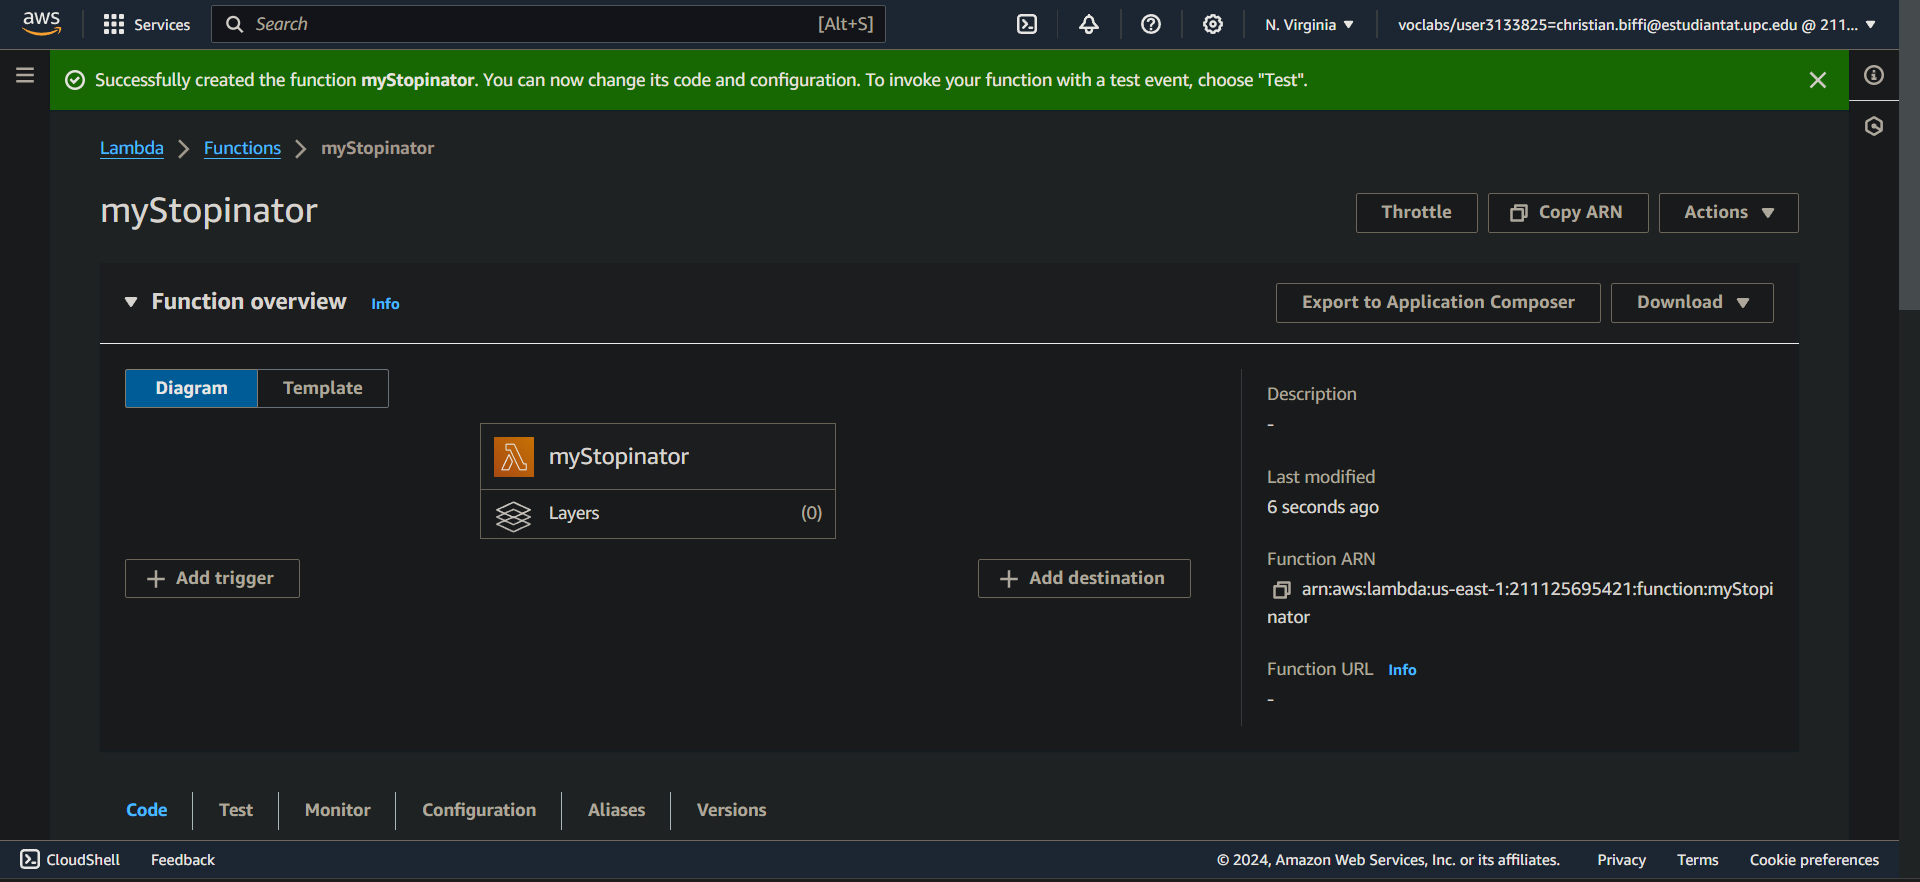 aws
Services
Search
[Alt+S]
N. Virginia
voclabs/user3133825=christian.biffi@estudiantat.upc.edu @ 211...
Successfully created the function myStopinator. You can now change its code and configuration. To invoke your function with a test event, choose "Test".
Lambda
Functions
myStopinator
myStopinator
Throttle
Copy ARN
Actions
Function overview
Info
Export to Application Composer
Download
Diagram
Template
myStopinator
Layers
(0)
Add trigger
Add destination
Description
-
Last modified
6 seconds ago
Function ARN
arn:aws:lambda:us-east-1:211125695421:function:myStopi
nator
Function URL
Info
-
Code
Test
Monitor
Configuration
Aliases
Versions
CloudShell
Feedback
© 2024, Amazon Web Services, Inc. or its affiliates.
Privacy
Terms
Cookie preferences